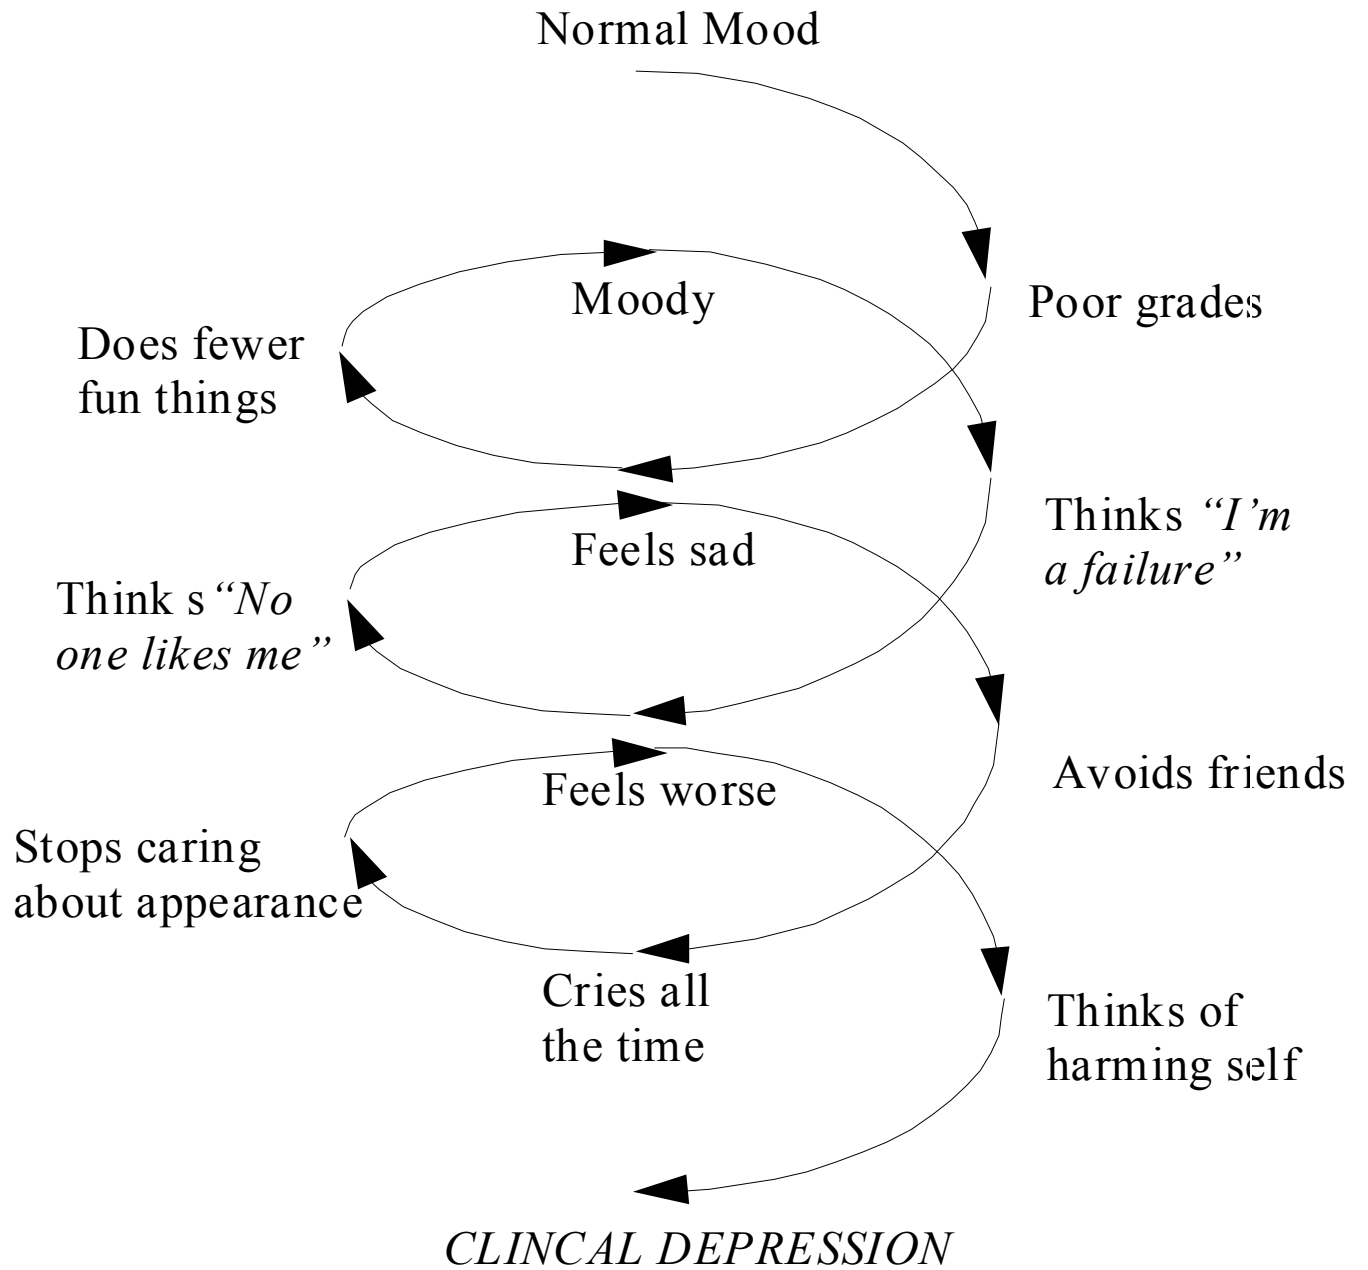 Normal Mood
Moody
Poor grades
Does fewer
fun things
Feels sad
Thinks “I’m
a failure”
Think s “No
one likes me”
Feels worse
Avoids friends
Stops caring
about appearance
Cries all
the time
Thinks of
harming self
CLINCAL DEPRESSION